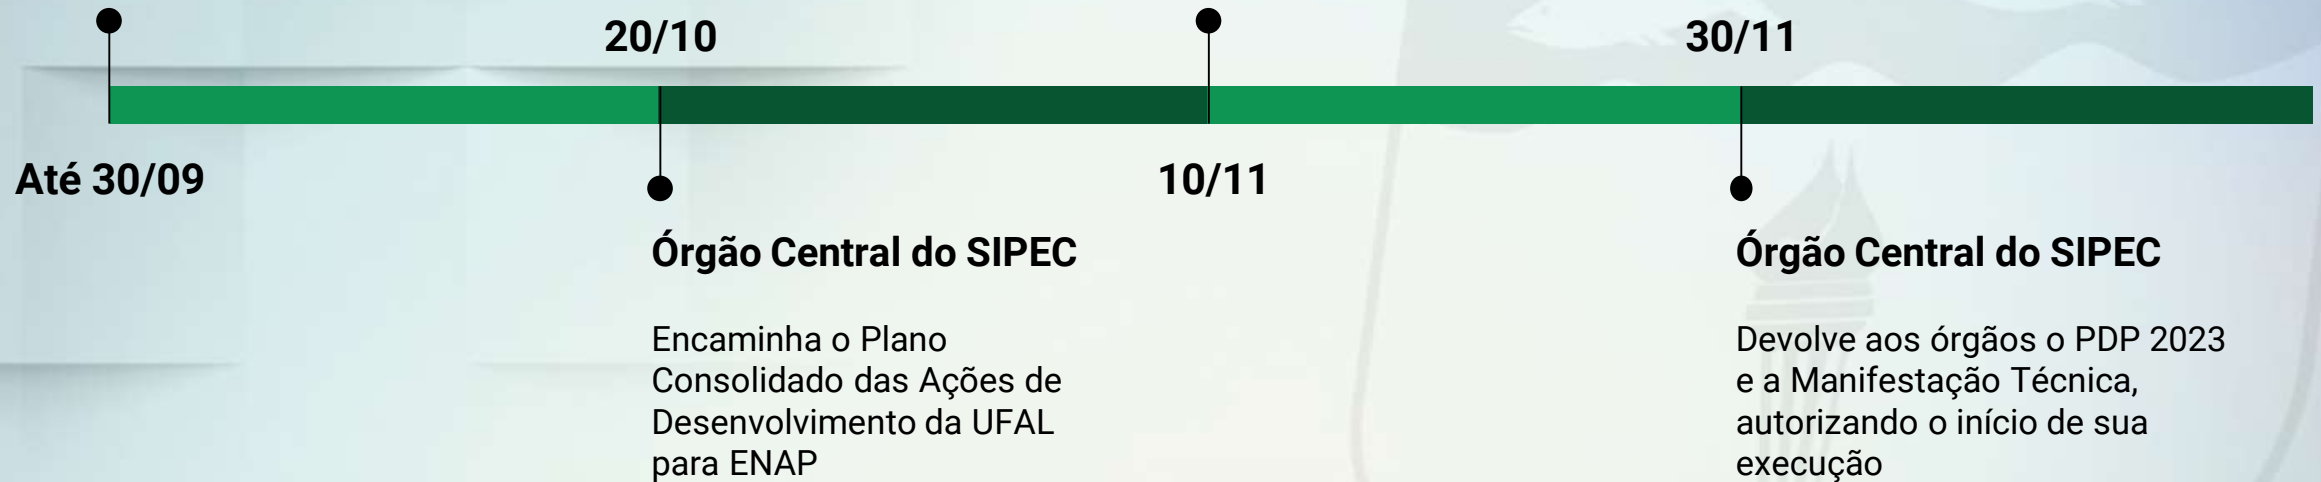 20/10
30/11
Até 30/09
10/11
Órgão Central do SIPEC
Encaminha o Plano
Consolidado das Ações de
Desenvolvimento da UFAL
para ENAP
Órgão Central do SIPEC
Devolve aos órgãos o PDP 2023
e a Manifestação Técnica,
autorizando o início de sua
execução